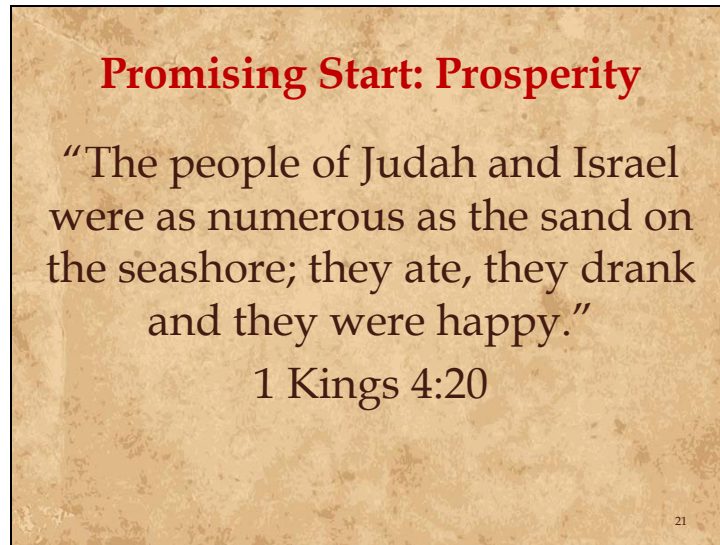 Promising Start: Prosperity
“The people of Judah and Israel
were as numerous as the sand on
the seashore; they ate, they drank
and they were happy.”
1 Kings 4:20
21